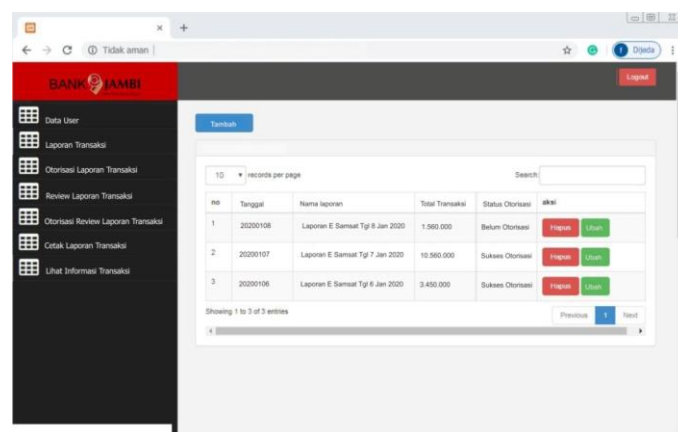 Tidak aman
Dijeda
BANK JAMBI
Logout
Data User
Laporan Transaksi
Otorisasi Laporan Transaksi
Review Laporan Transaksi
Otorisasi Review Laporan Transaksi
Cetak Laporan Transaksi
Lihat Informasi Transaksi
Tambah
10 records per page
Search:
no Tanggal Nama laporan Total Transaksi Status Otorisasi aksi
1 20200108 Laporan E Samsat Tgl 8 Jan 2020 1.560.000 Belum Otorisasi Hapus Ubah
2 20200107 Laporan E Samsat Tgl 7 Jan 2020 10.560.000 Sukses Otorisasi Hapus Ubah
3 20200106 Laporan E Samsat Tgl 6 Jan 2020 3.450.000 Sukses Otorisasi Hapus Ubah
Showing 1 to 3 of 3 entries
Previous 1 Next